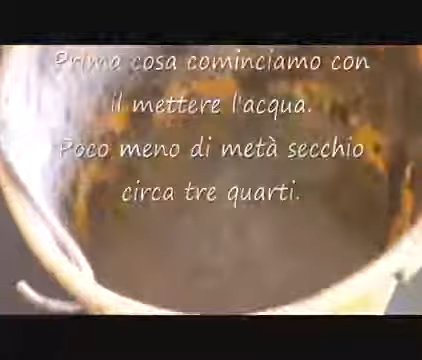 Prima cosa cominciamo con
il mettere l'acqua.
Poco meno di metà secchio
circa tre quarti.